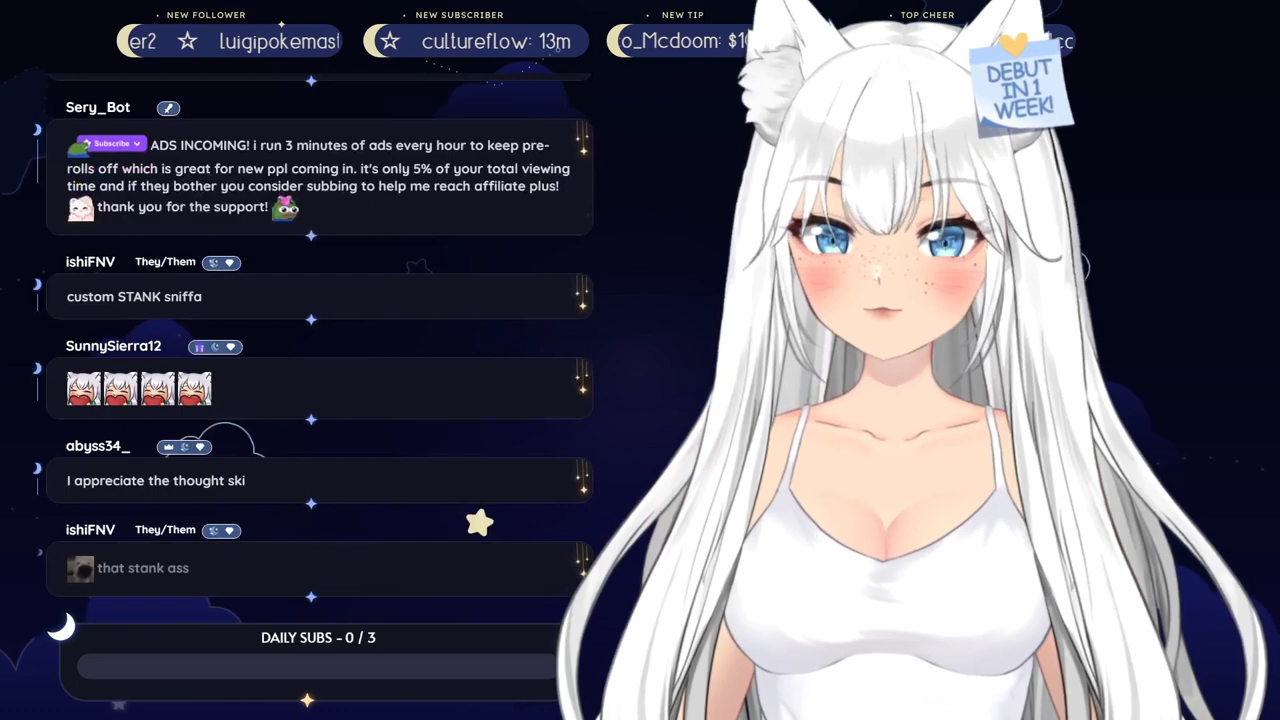 NEW FOLLOWER
NEW SUBSCRIBER
NEW TIP
TOP CHEER
er2 ☆ luigipokemast
☆ cultureflow: 13m
o_Mcdoom: $1
DEBUT
IN 1
WEEK!
Sery_Bot
Subscribe ADS INCOMING! i run 3 minutes of ads every hour to keep pre-
rolls off which is great for new ppl coming in. it's only 5% of your total viewing
time and if they bother you consider subbing to help me reach affiliate plus!
thank you for the support!
ishiFNV They/Them
custom STANK sniffa
SunnySierra12
abyss34_
I appreciate the thought ski
ishiFNV They/Them
that stank ass
DAILY SUBS - 0 / 3